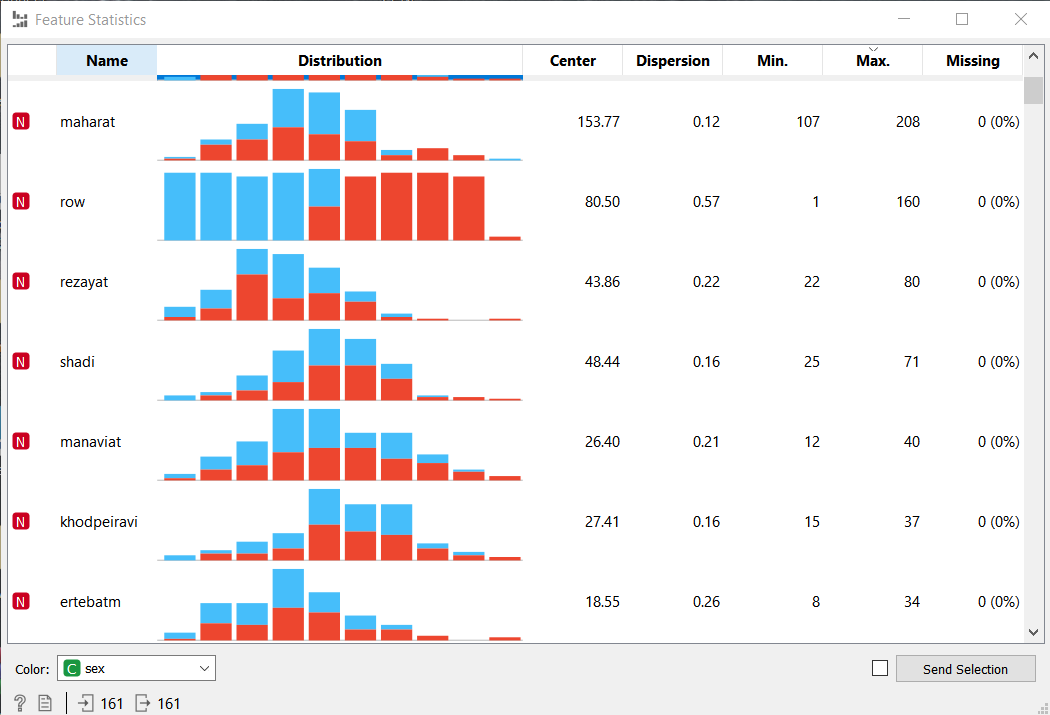 Feature Statistics
Name Distribution Center Dispersion Min. Max. Missing
N maharat 153.77 0.12 107 208 0 (0%)
N row 80.50 0.57 1 160 0 (0%)
N rezayat 43.86 0.22 22 80 0 (0%)
N shadi 48.44 0.16 25 71 0 (0%)
N manaviat 26.40 0.21 12 40 0 (0%)
N khodpeiravi 27.41 0.16 15 37 0 (0%)
N ertebatm 18.55 0.26 8 34 0 (0%)
Color: C sex Send Selection
? 161 161